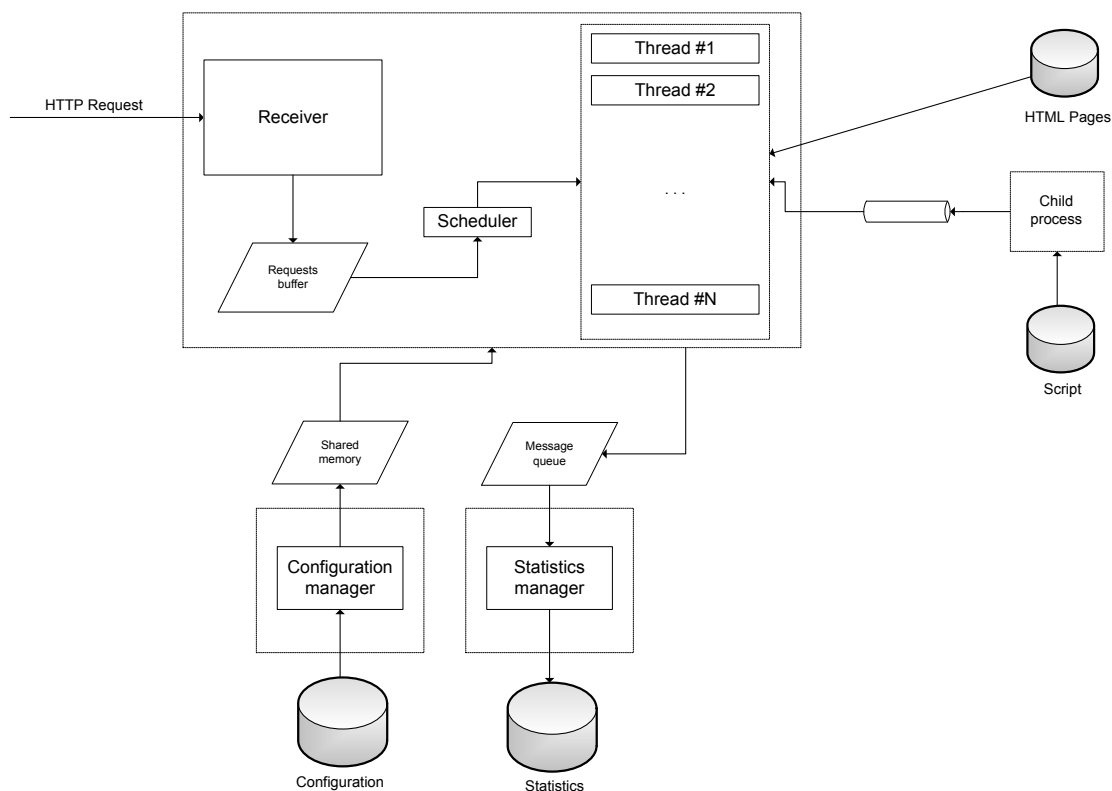 Thread #1
Thread #2
HTTP Request
Receiver
HTML Pages
. . .
Scheduler
Child
process
Requests
buffer
Thread #N
Script
Shared
memory
Message
queue
Configuration
manager
Statistics
manager
Configuration
Statistics